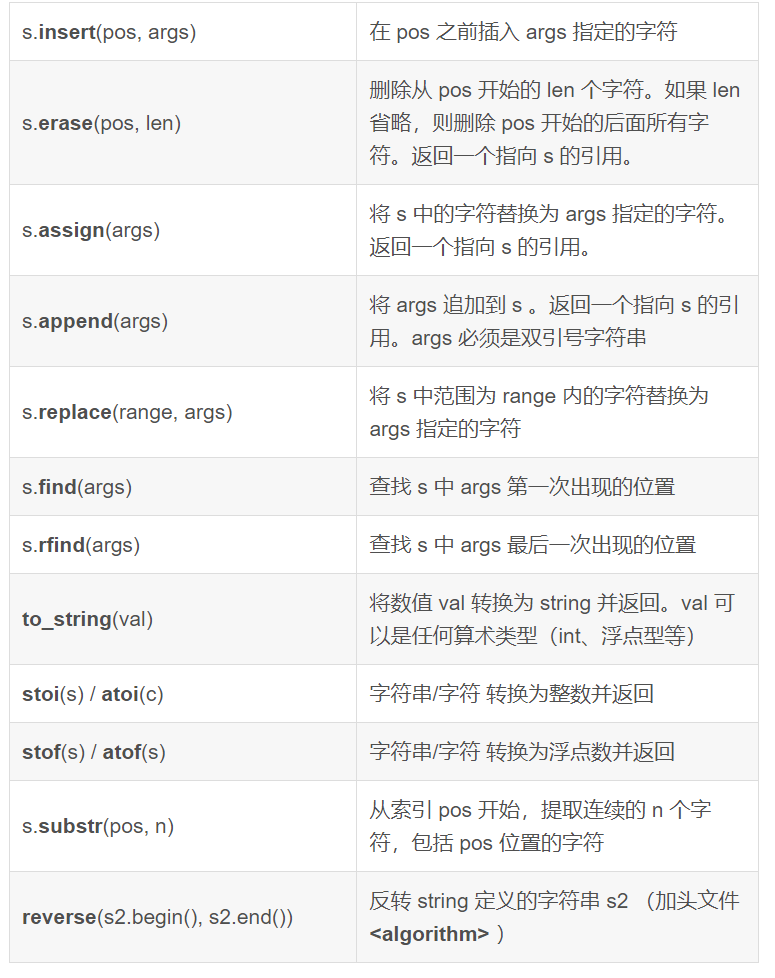 s.insert(pos, args)
在 pos 之前插入 args 指定的字符
s.erase(pos, len)
删除从 pos 开始的 len 个字符。如果 len
省略，则删除 pos 开始的后面所有字
符。返回一个指向 s 的引用。
s.assign(args)
将 s 中的字符替换为 args 指定的字符。
返回一个指向 s 的引用。
s.append(args)
将 args 追加到 s 。返回一个指向 s 的引
用。args 必须是双引号字符串
s.replace(range, args)
将 s 中范围为 range 内的字符替换为
args 指定的字符
s.find(args)
查找 s 中 args 第一次出现的位置
s.rfind(args)
查找 s 中 args 最后一次出现的位置
to_string(val)
将数值 val 转换为 string 并返回。val 可
以是任何算术类型（int、浮点型等）
stoi(s) / atoi(c)
字符串/字符 转换为整数并返回
stof(s) / atof(s)
字符串/字符 转换为浮点数并返回
s.substr(pos, n)
从索引 pos 开始，提取连续的 n 个字
符，包括 pos 位置的字符
reverse(s2.begin(), s2.end())
反转 string 定义的字符串 s2 （加头文件
<algorithm> ）